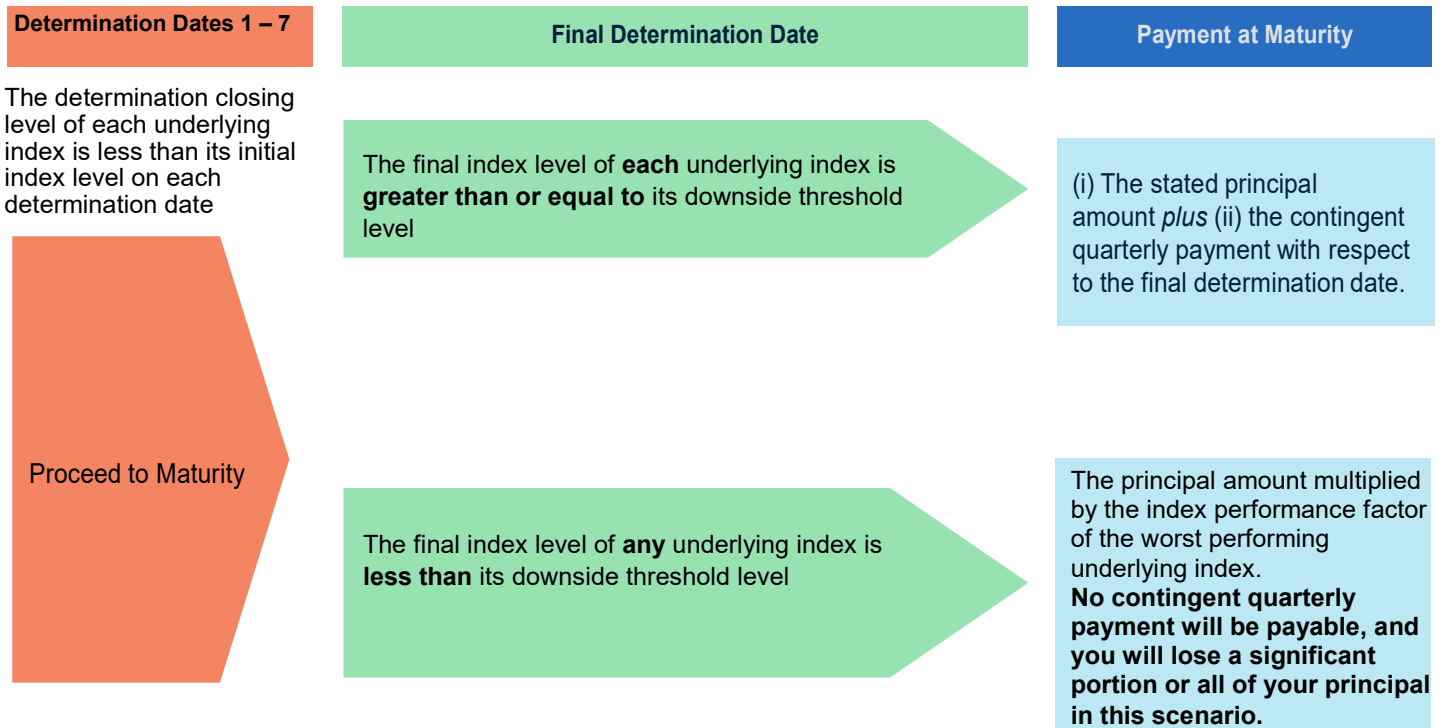 Determination Dates 1 – 7
Final Determination Date
Payment at Maturity
The determination closing
level of each underlying
index is less than its initial
index level on each
determination date
Proceed to Maturity
The final index level of each underlying index is
greater than or equal to its downside threshold
level
(i) The stated principal
amount plus (ii) the contingent
quarterly payment with respect
to the final determination date.
The final index level of any underlying index is
less than its downside threshold level
The principal amount multiplied
by the index performance factor
of the worst performing
underlying index.
No contingent quarterly
payment will be payable, and
you will lose a significant
portion or all of your principal
in this scenario.